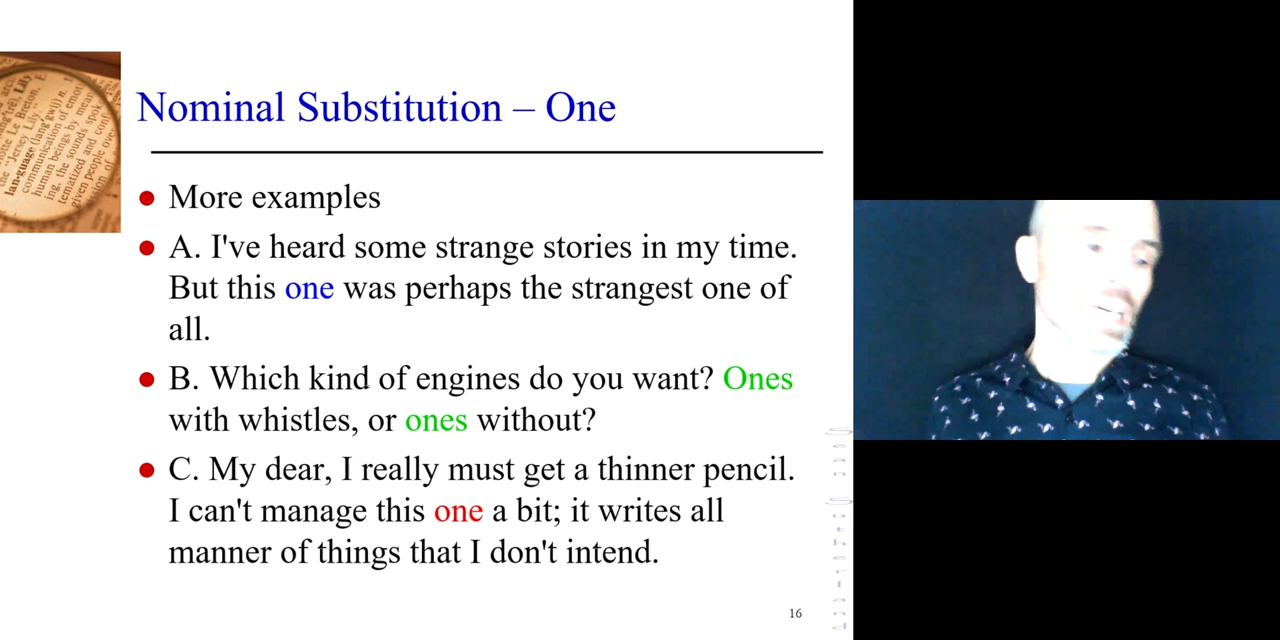 Nominal Substitution – One
More examples
A. I've heard some strange stories in my time.
But this one was perhaps the strangest one of
all.
B. Which kind of engines do you want? Ones
with whistles, or ones without?
C. My dear, I really must get a thinner pencil.
I can't manage this one a bit; it writes all
manner of things that I don't intend.
16